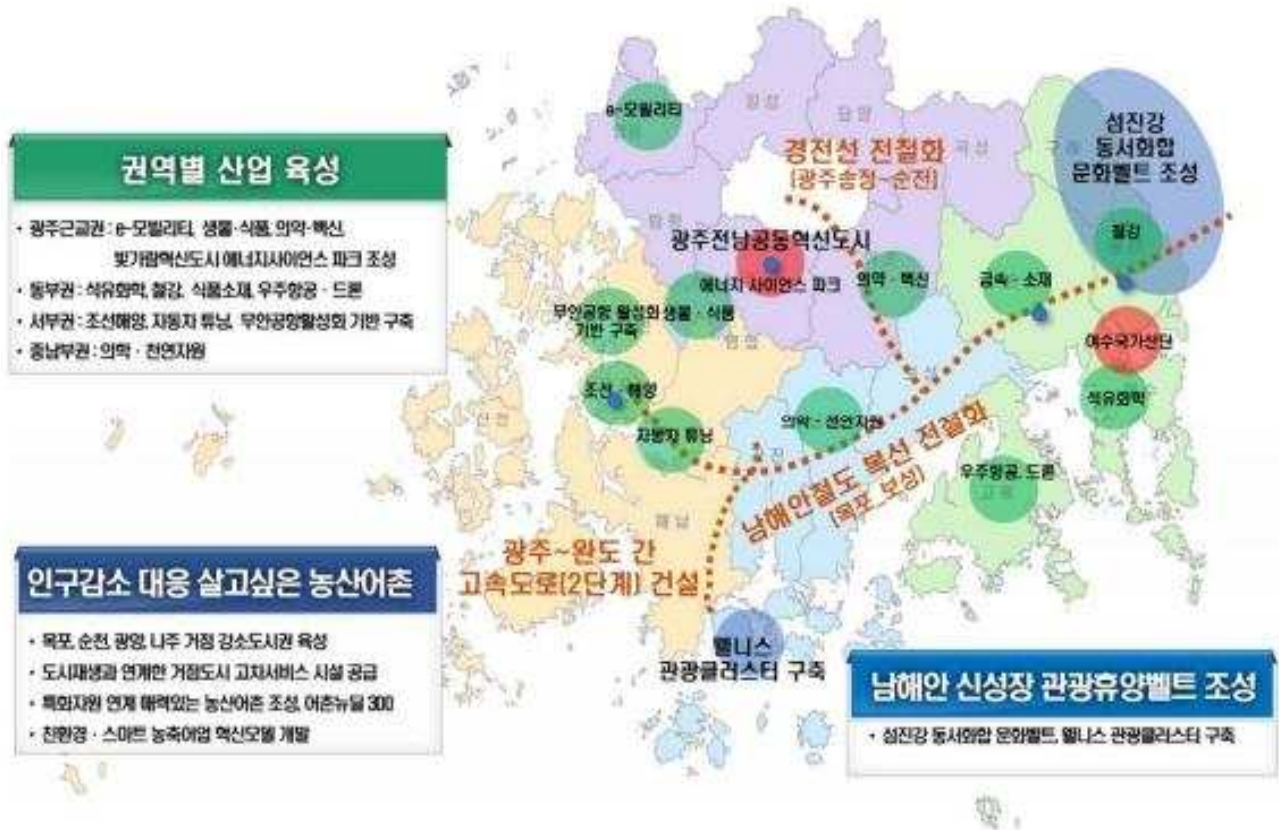 권역별 산업 육성
• 광주근교권 : e-모빌리티, 생물·식품, 의약·백신,
빛가람혁신도시 에너지사이언스 파크 조성
• 동부권 : 석유화학, 철강, 식품소재, 우주항공·드론
• 서부권 : 조선해양, 자동차 튜닝, 무안공항활성화 기반 구축
• 중남부권 : 의학·천연자원
인구감소 대응 살고싶은 농산어촌
• 목포, 순천, 광양, 나주 거점 강소도시권 육성
• 도시재생과 연계한 거점도시 고차서비스 시설 공급
• 특화자원 연계 매력있는 농산어촌 조성, 어촌뉴딜 300
• 친환경·스마트 농축어업 혁신모델 개발
남해안 신성장 관광휴양벨트 조성
• 섬진강 동서화합 문화벨트, 웰니스 관광클러스터 구축
e-모빌리티
장성
담양
곡성
구례
섬진강
동서화합
문화벨트 조성
경전선 전철화
(광주송정~순전)
철강
광주전남공동혁신도시
에너지 사이언스 파크
의약·백신
금속·소재
무안공항 활성화
기반 구축
생물·식품
여수국가산단
석유화학
조선·해양
자동차 튜닝
의약·천연자원
우주항공, 드론
남해안철도 복선 전철화
(목포_보성)
해남
광주~완도 간
고속도로(2단계) 건설
웰니스
관광클러스터 구축